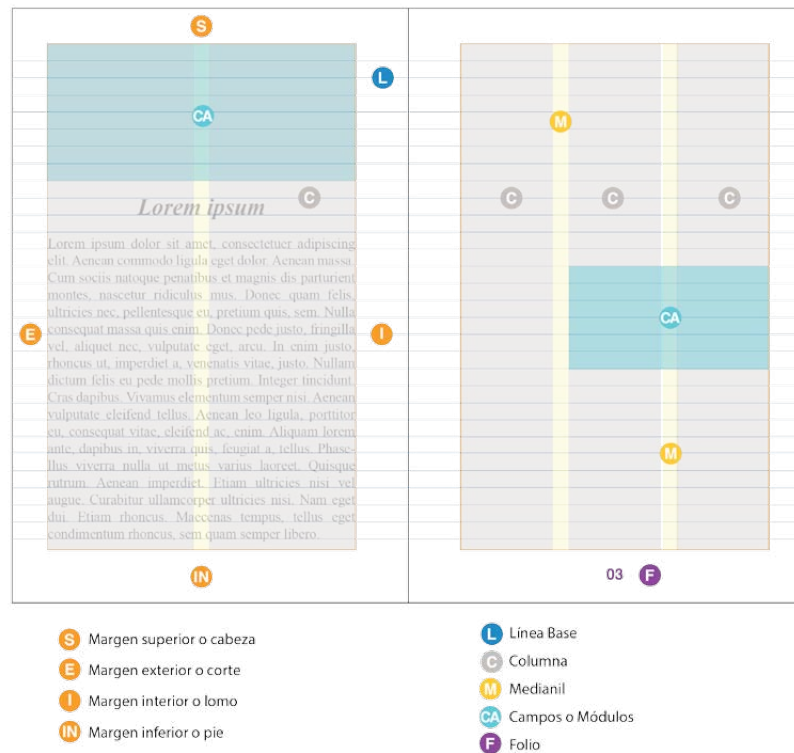 S
L
CA
M
C
C
C
C
Lorem ipsum
Lorem ipsum dolor sit amet, consectetuer adipiscing
elit. Aenean commodo ligula eget dolor. Aenean massa.
Cum sociis natoque penatibus et magnis dis parturient
montes, nascetur ridiculus mus. Donec quam felis,
ultricies nec, pellentesque eu, pretium quis, sem. Nulla
consequat massa quis enim. Donec pede justo, fringilla
vel, aliquet nec, vulputate eget, arcu. In enim justo,
rhoncus ut, imperdiet a, venenatis vitae, justo. Nullam
dictum felis eu pede mollis pretium. Integer tincidunt.
Cras dapibus. Vivamus elementum semper nisi. Aenean
vulputate eleifend tellus. Aenean leo ligula, porttitor
eu, consequat vitae, eleifend ac, enim. Aliquam lorem
ante, dapibus in, viverra quis, feugiat a, tellus. Phase-
llus viverra nulla ut metus varius laoreet. Quisque
rutrum. Aenean imperdiet. Etiam ultricies nisi vel
augue. Curabitur ullamcorper ultricies nisi. Nam eget
dui. Etiam rhoncus. Maecenas tempus, tellus eget
condimentum rhoncus, sem quam semper libero.
E
I
CA
M
IN
03 F
S Margen superior o cabeza
E Margen exterior o corte
I Margen interior o lomo
IN Margen inferior o pie
L Línea Base
C Columna
M Medianil
CA Campos o Módulos
F Folio